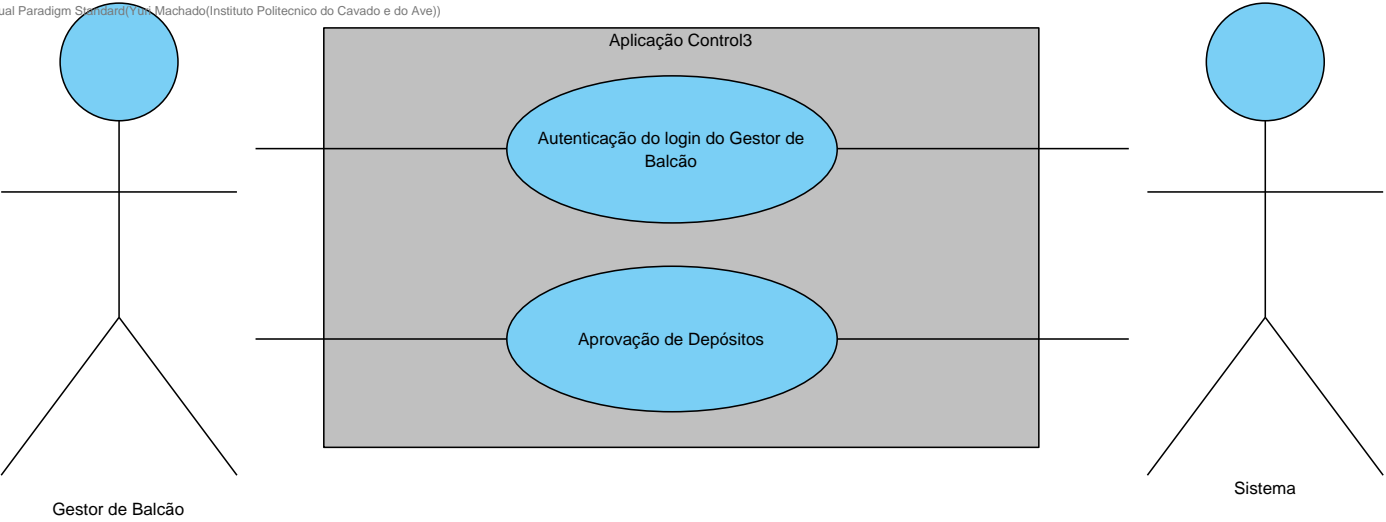 ual Paradigm Standard(Yuri Machado(Instituto Politecnico do Cavado e do Ave))
Aplicação Control3
Autenticação do login do Gestor de
Balcão
Aprovação de Depósitos
Sistema
Gestor de Balcão